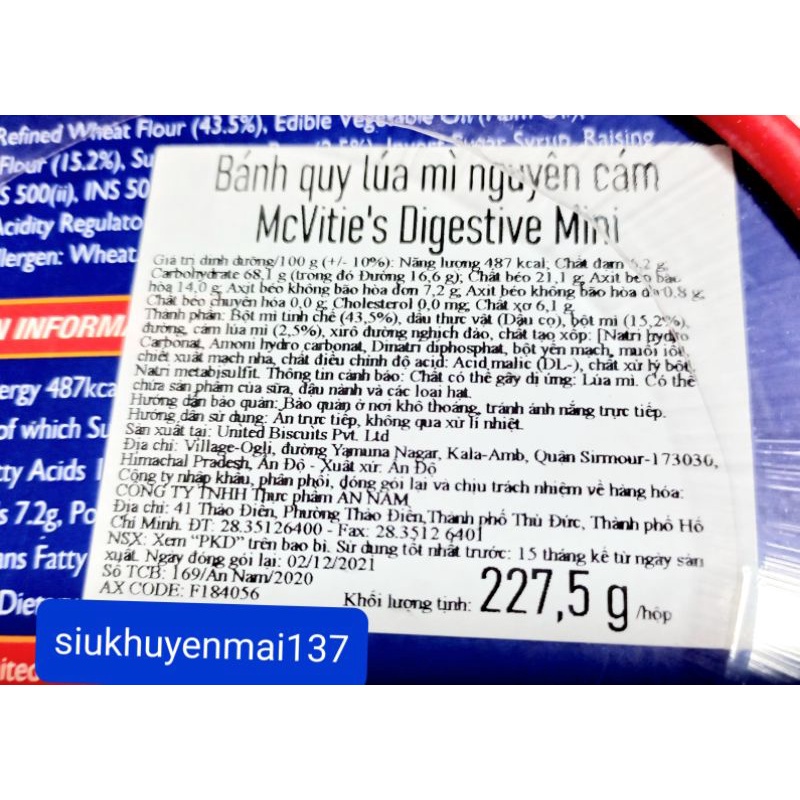 Refined Wheat Flour (43.5%), Edible Vegetable Oil (Palm Oil),
Flour (15.2%), Su
Invert Sugar Syrup, Raising
S 500(ii), INS 50
Acidity Regulato
llergen: Wheat
N INFORMA
ergy 487kca
of which Su
tty Acids
s 7.2g, Po
ans Fatty
Diet
ited
Bánh quy lúa mì nguyên cám
McVitie's Digestive Mini
Giá trị dinh dưỡng/100 g (+/- 10%): Năng lượng 487 kcal; Chất đạm 6,2 g,
Carbohydrate 68,1 g (trong đó Đường 16,6 g); Chất béo 21,1 g, Axit béo bão
hòa 14,0 g; Axit béo không bão hòa đơn 7,2 g; Axit béo không bão hòa đa 0,8 g;
Chất béo chuyển hóa 0,0 g; Cholesterol 0,0 mg; Chất xơ 6,1 g.
Thành phần: Bột mì tinh chế (43,5%), dầu thực vật (Dầu cọ), bột mì (15,2%),
đường, cám lúa mì (2,5%), xirô đường nghịch đảo, chất tạo xốp: [Natri hydro
Carbonat, Amoni hydro carbonat, Dinatri diphosphat, bột yến mạch, muối iốt,
chiết xuất mạch nha, chất điều chỉnh độ acid: Acid malic (DL-), chất xử lý bột
Natri metabisulfit. Thông tin cảnh báo: Chất có thể gây dị ứng: Lúa mì. Có thể
chứa sản phẩm của sữa, đậu nành và các loại hạt.
Hướng dẫn bảo quản: Bảo quản ở nơi khô thoáng, tránh ánh nắng trực tiếp.
Hướng dẫn sử dụng: Ăn trực tiếp, không qua xử lí nhiệt.
Sản xuất tại: United Biscuits Pvt. Ltd
Địa chỉ: Village-Ogli, đường Yamuna Nagar, Kala-Amb, Quận Sirmour-173030,
Himachal Pradesh, Ấn Độ - Xuất xứ: Ấn Độ
Công ty nhập khẩu, phân phối, đóng gói lại và chịu trách nhiệm về hàng hóa:
CÔNG TY TNHH Thực phẩm AN NAM
Địa chỉ: 41 Thảo Điền, Phường Thảo Điền, Thành phố Thủ Đức, Thành phố Hồ
Chí Minh. ĐT: 28.35126400 - Fax: 28.3512 6401
NSX: Xem "PKD" trên bao bì. Sử dụng tốt nhất trước: 15 tháng kể từ ngày sản
xuất. Ngày đóng gói lại: 02/12/2021
Số TCB: 169/An Nam/2020
AX CODE: F184056
Khối lượng tịnh: 227,5 g /hộp
siukhuyenmai137